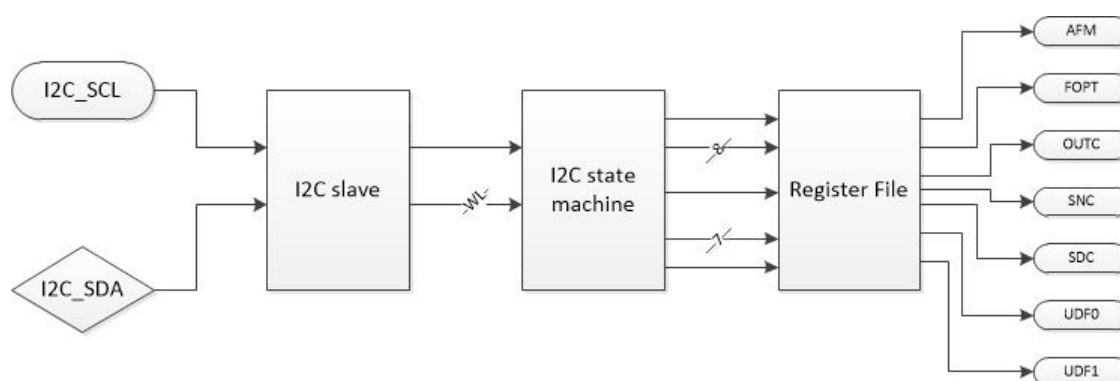 I2C_SCL
I2C_SDA
I2C slave
WL
I2C state
machine
8
7
Register File
AFM
FOPT
OUTC
SNC
SDC
UDF0
UDF1